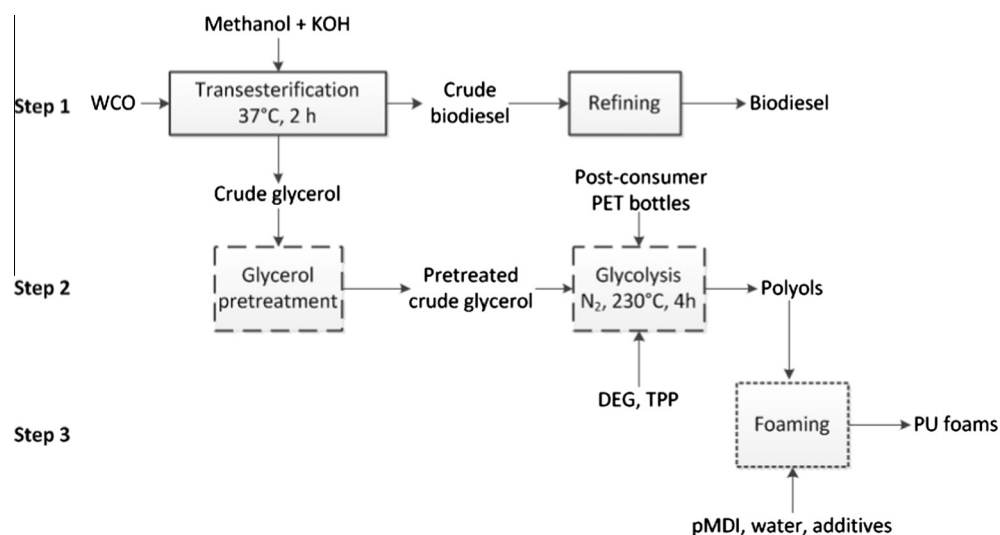 Methanol + KOH
Step 1
WCO
Transesterification
37°C, 2 h
Crude
biodiesel
Refining
Biodiesel
Crude glycerol
Post-consumer
PET bottles
Step 2
Glycerol
pretreatment
Pretreated
crude glycerol
Glycolysis
N₂, 230°C, 4h
Polyols
DEG, TPP
Step 3
Foaming
PU foams
pMDI, water, additives